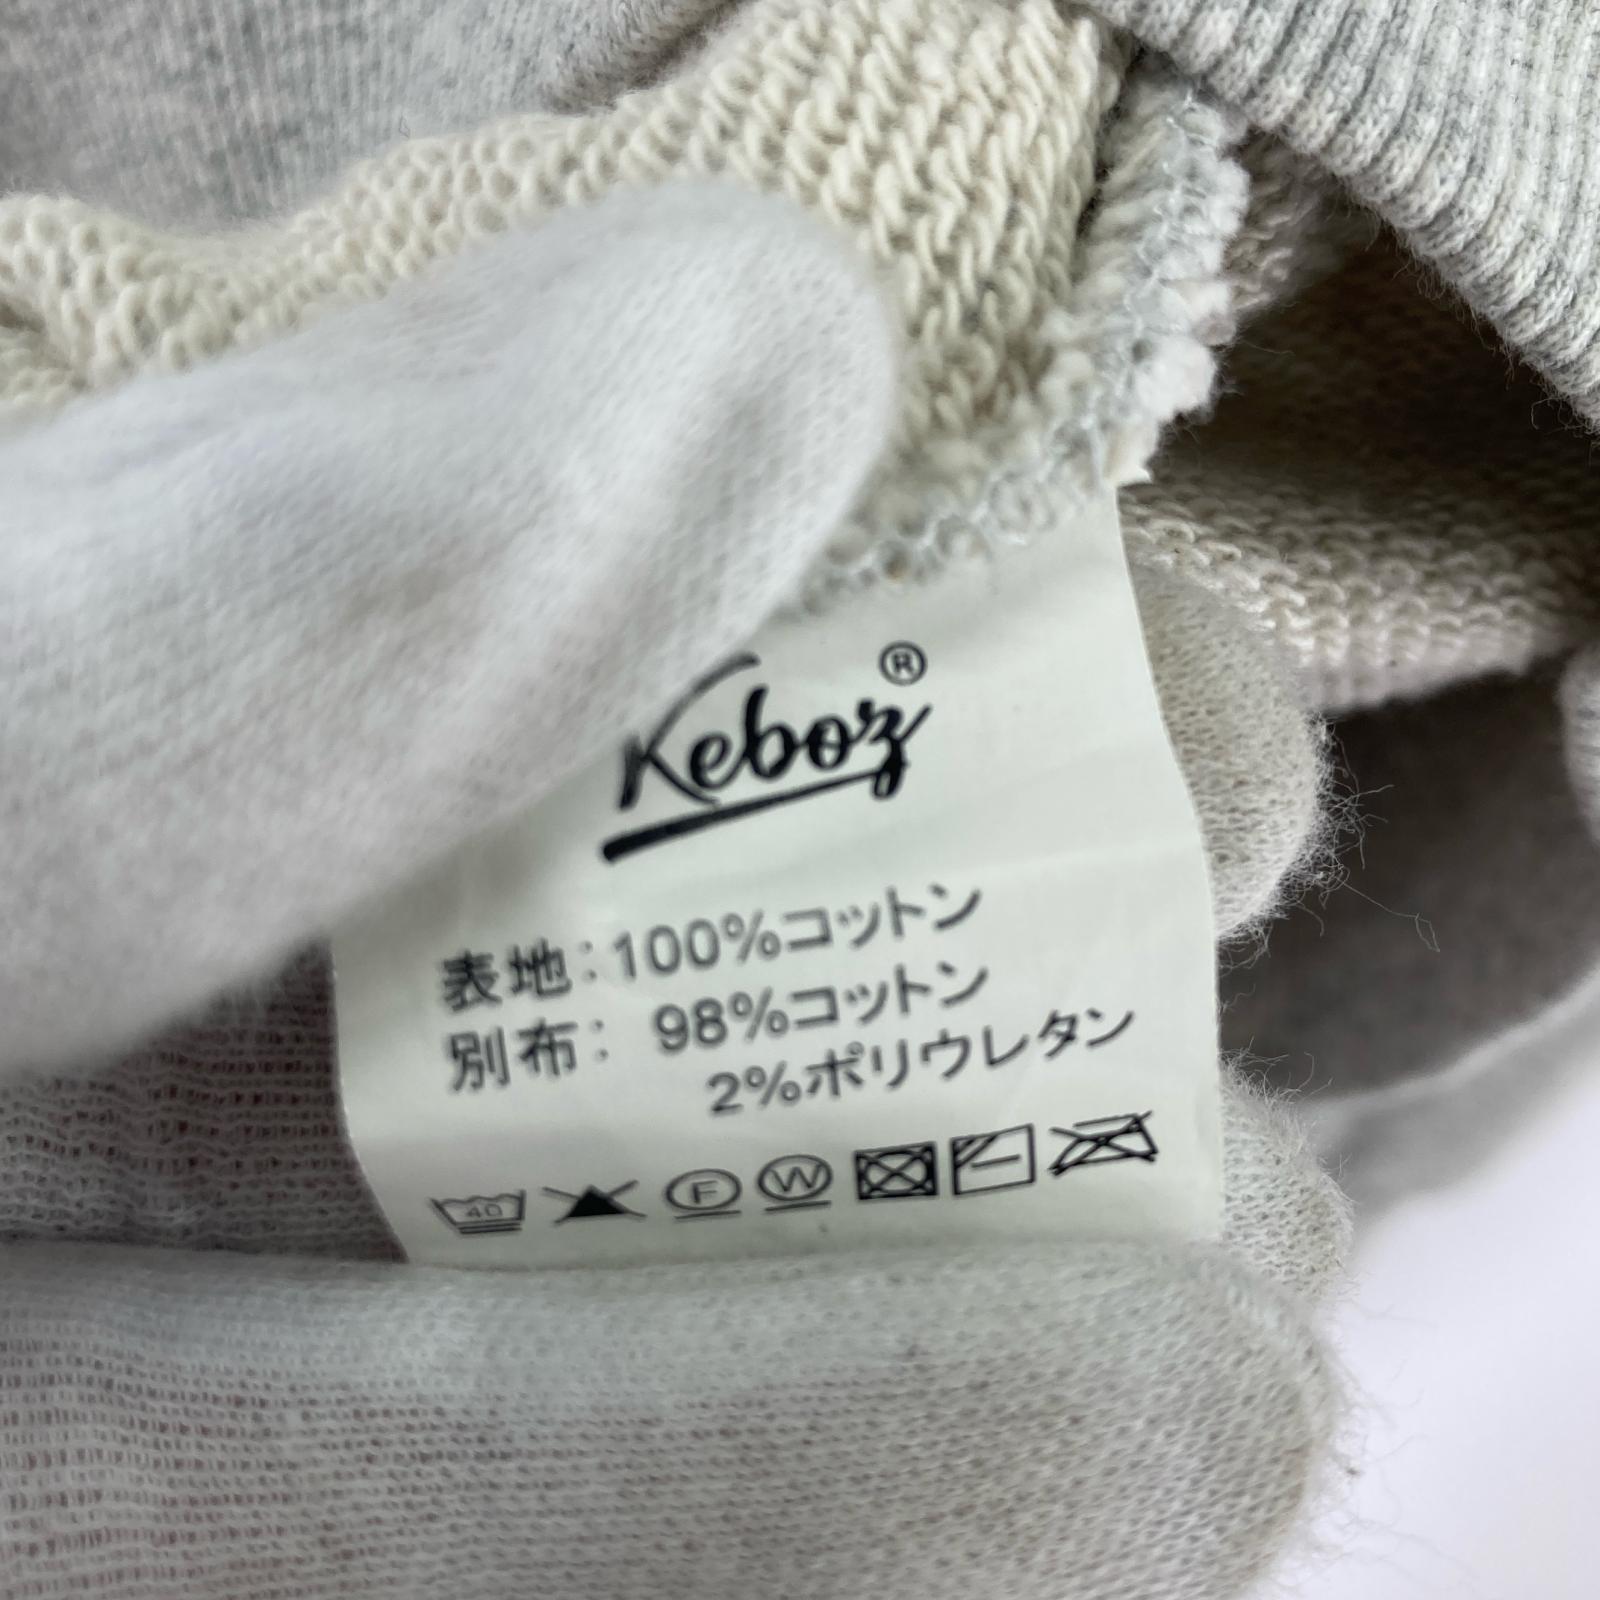 Keboz®
表地:100%コットン
別布: 98%コットン
2%ポリウレタン
40 F W